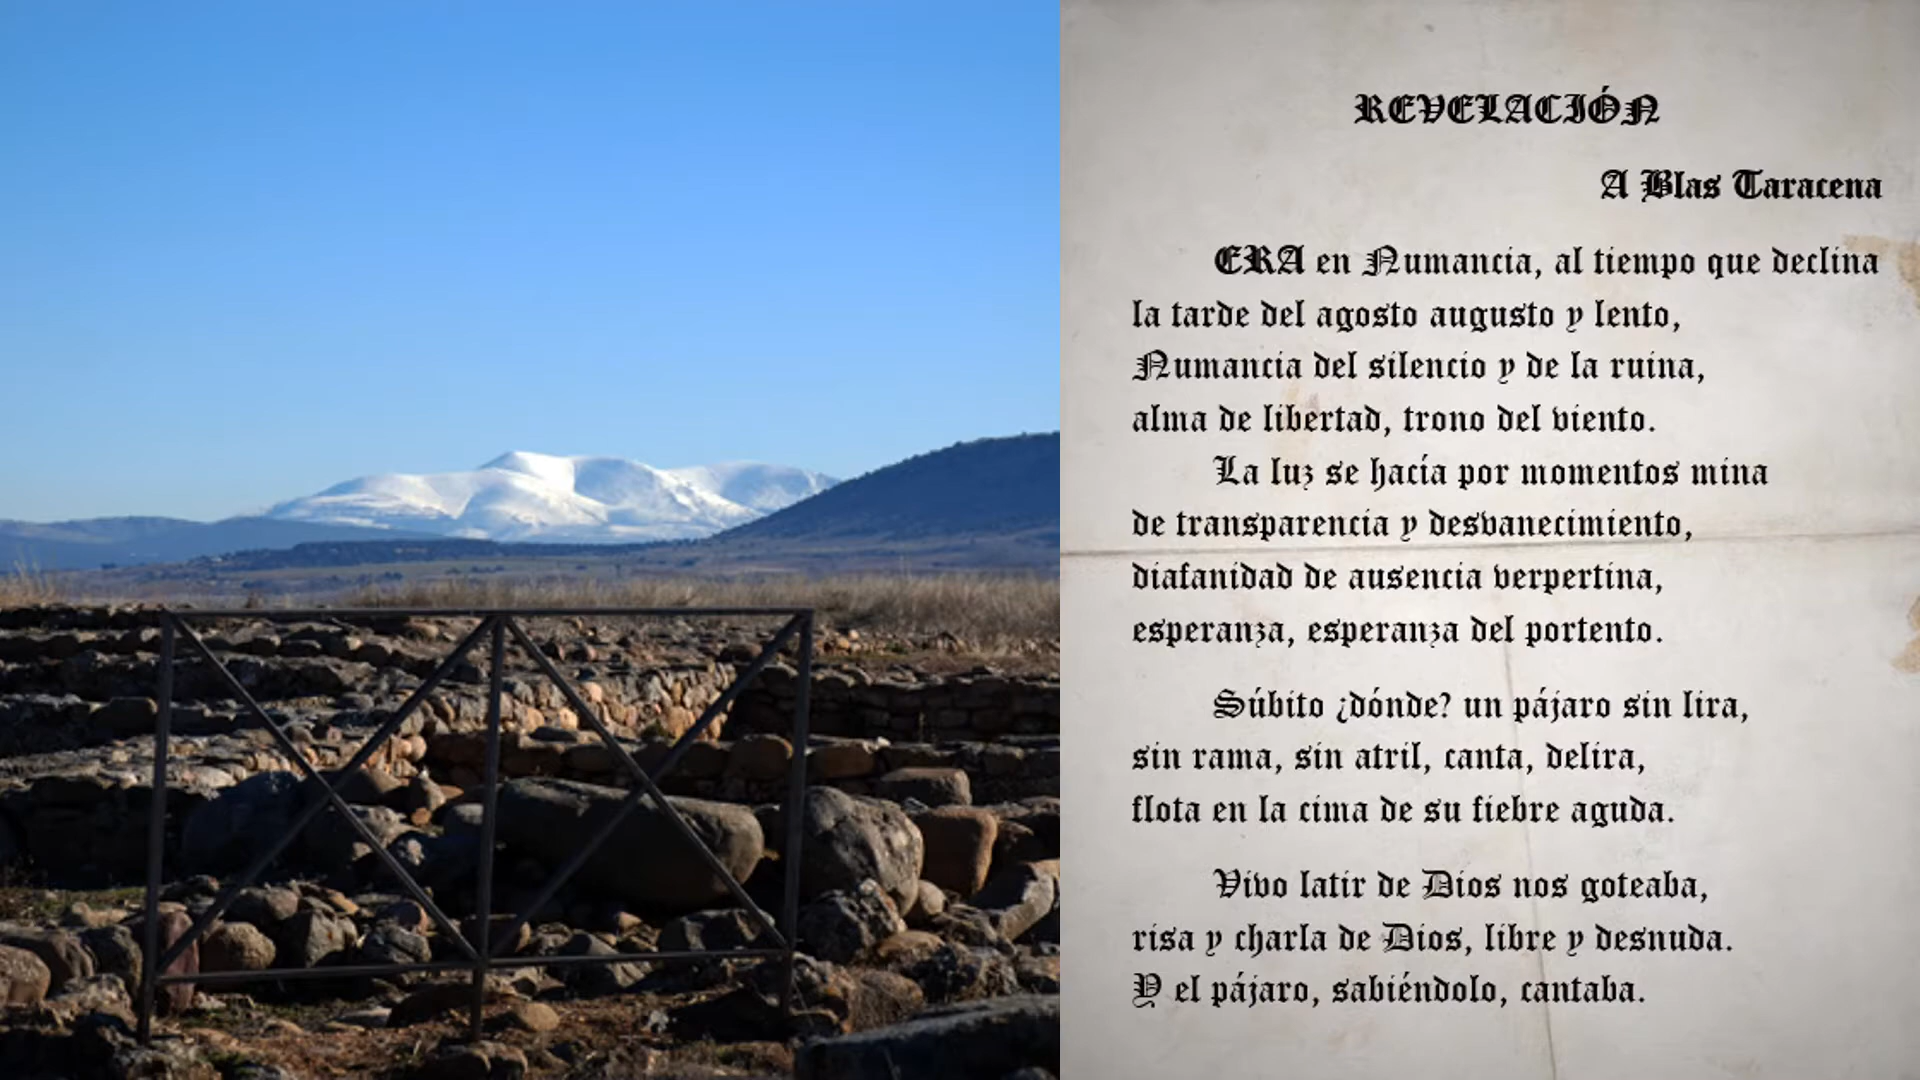 REVELACIÓN
A Blas Taracena
ERA en Numancia, al tiempo que declina
la tarde del agosto augusto y lento,
Numancia del silencio y de la ruina,
alma de libertad, trono del viento.
La luz se hacía por momentos mina
de transparencia y desvanecimiento,
diafanidad de ausencia verpertina,
esperanza, esperanza del portento.
Súbito ¿dónde? un pájaro sin lira,
sin rama, sin atril, canta, delira,
flota en la cima de su fiebre aguda.
Vivo latir de Dios nos goteaba,
risa y charla de Dios, libre y desnuda.
Y el pájaro, sabiéndolo, cantaba.